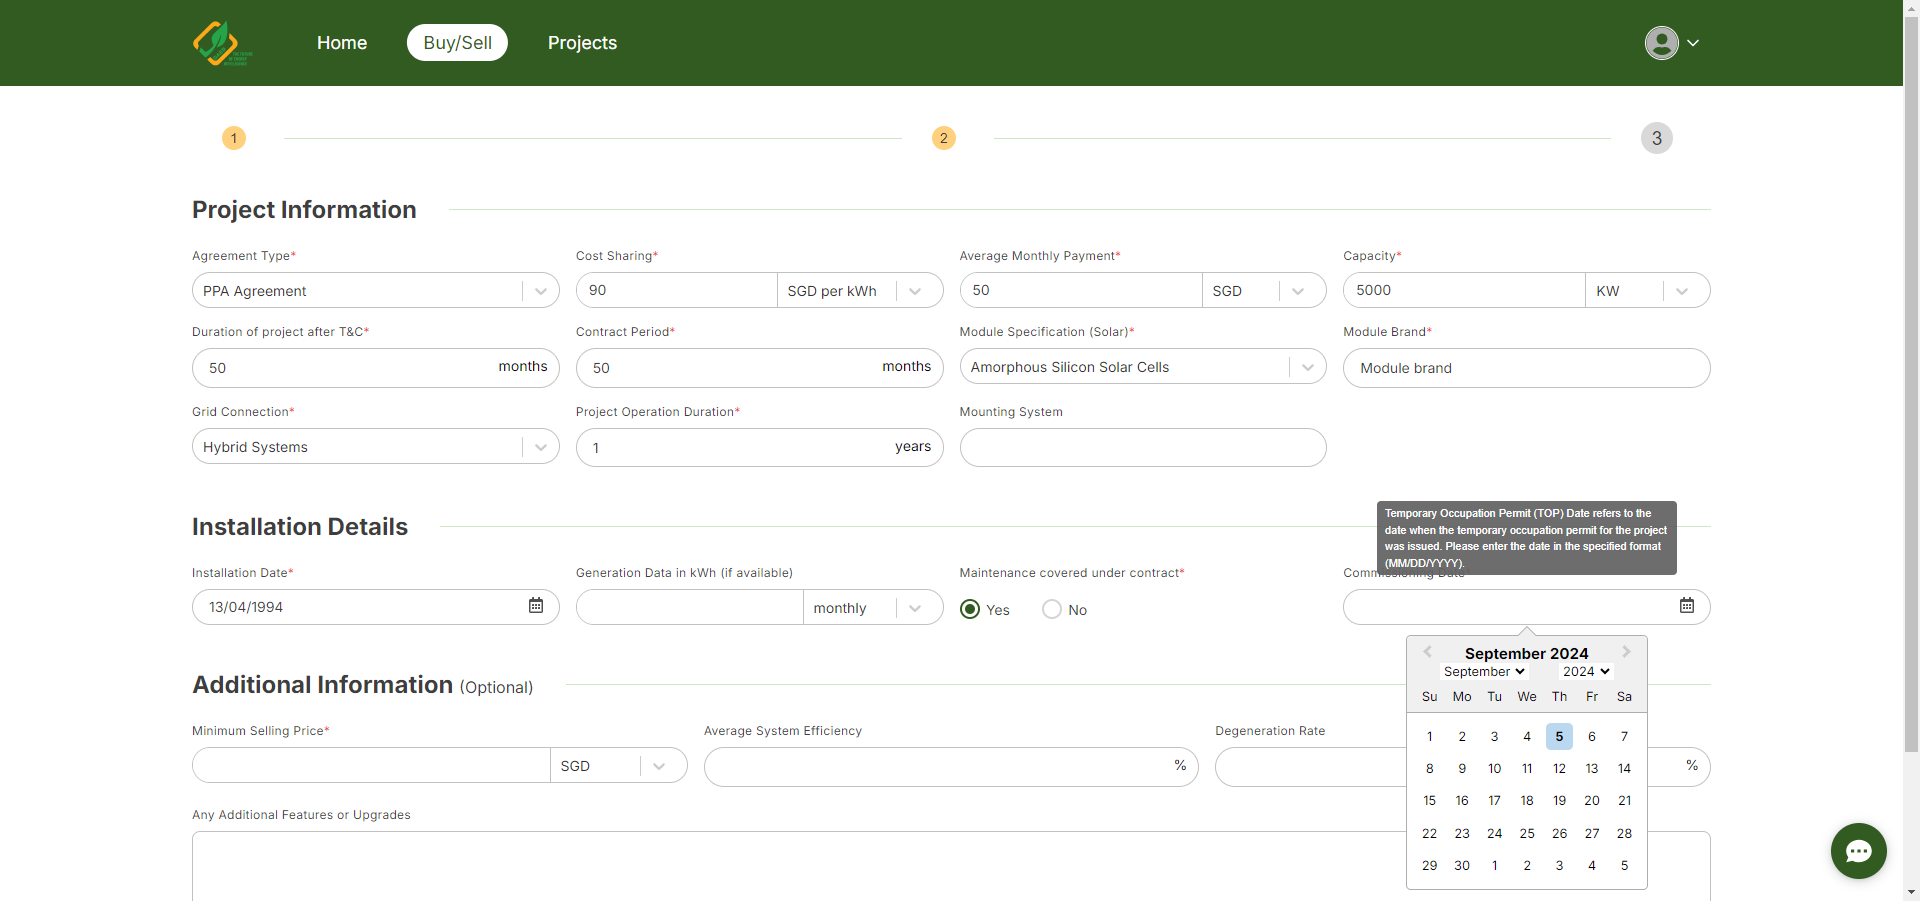 Home
Buy/Sell
Projects
1
2
3
Project Information
Agreement Type*
Cost Sharing*
Average Monthly Payment*
Capacity*
PPA Agreement
90
SGD per kWh
50
SGD
5000
KW
Duration of project after T&C*
Contract Period*
Module Specification (Solar)*
Module Brand*
50 months
50 months
Amorphous Silicon Solar Cells
Module brand
Grid Connection*
Project Operation Duration*
Mounting System
Hybrid Systems
1 years
Temporary Occupation Permit (TOP) Date refers to the
date when the temporary occupation permit for the project
was issued. Please enter the date in the specified format
(MM/DD/YYYY).
Installation Details
Installation Date*
Generation Data in kWh (if available)
Maintenance covered under contract*
Commissioning Date*
13/04/1994
monthly
Yes
No
September 2024
September
2024
Su Mo Tu We Th Fr Sa
1 2 3 4 5 6 7
8 9 10 11 12 13 14
15 16 17 18 19 20 21
22 23 24 25 26 27 28
29 30 1 2 3 4 5
Additional Information (Optional)
Minimum Selling Price*
Average System Efficiency
Degeneration Rate
SGD
%
%
Any Additional Features or Upgrades